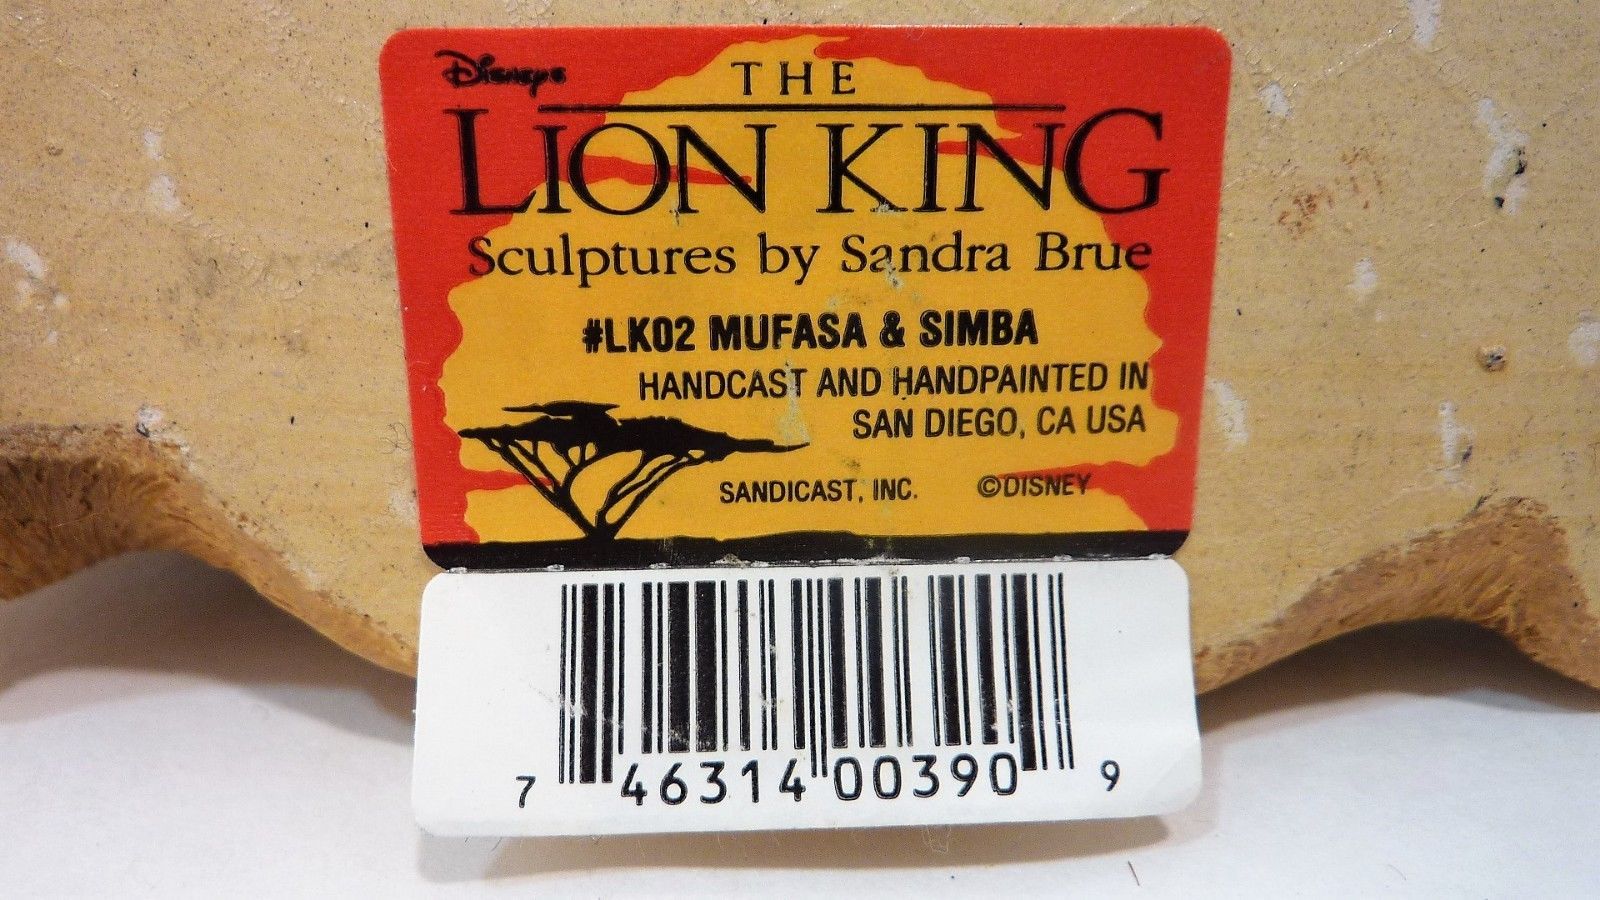 Disney's
THE
LION KING
Sculptures by Sandra Brue
#LK02 MUFASA & SIMBA
HANDCAST AND HANDPAINTED IN
SAN DIEGO, CA USA
SANDICAST, INC. ©DISNEY
7 46314 00390 9